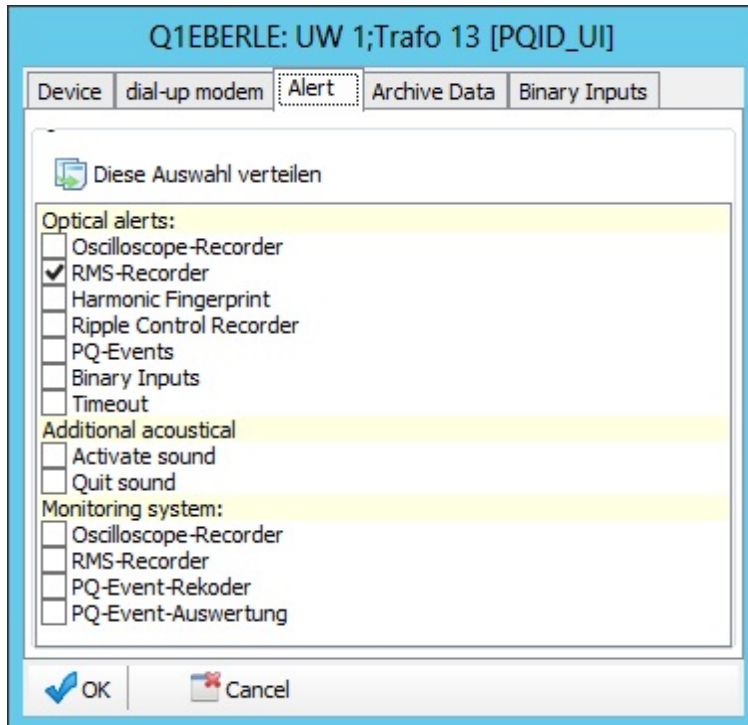 Q1EBERLE: UW 1;Trafo 13 [PQID_UI]
Device dial-up modem Alert Archive Data Binary Inputs
Diese Auswahl verteilen
Optical alerts:
Oscilloscope-Recorder
RMS-Recorder
Harmonic Fingerprint
Ripple Control Recorder
PQ-Events
Binary Inputs
Timeout
Additional acoustical
Activate sound
Quit sound
Monitoring system:
Oscilloscope-Recorder
RMS-Recorder
PQ-Event-Rekoder
PQ-Event-Auswertung
OK Cancel